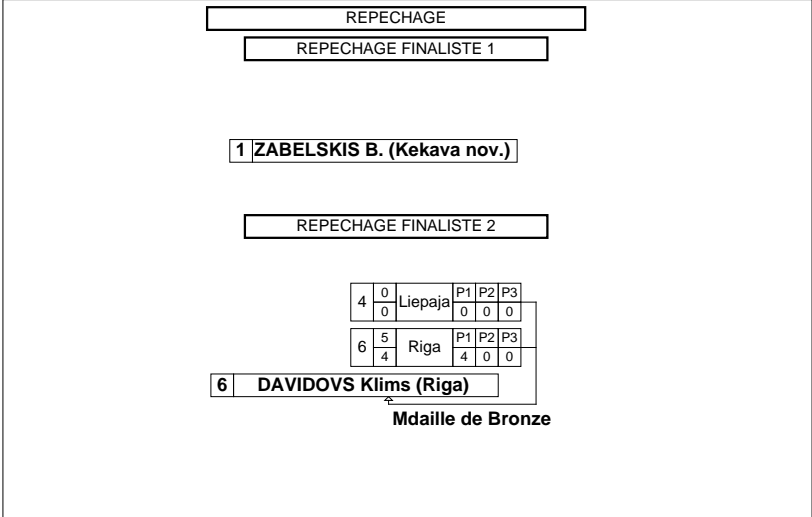 REPECHAGE
REPECHAGE FINALISTE 1
1 ZABELSKIS B. (Kekava nov.)
REPECHAGE FINALISTE 2
4 0 Liepaja P1 P2 P3
0 0 0 0
6 5 Riga P1 P2 P3
4 4 0 0
6 DAVIDOVS Klims (Riga)
Mdaille de Bronze